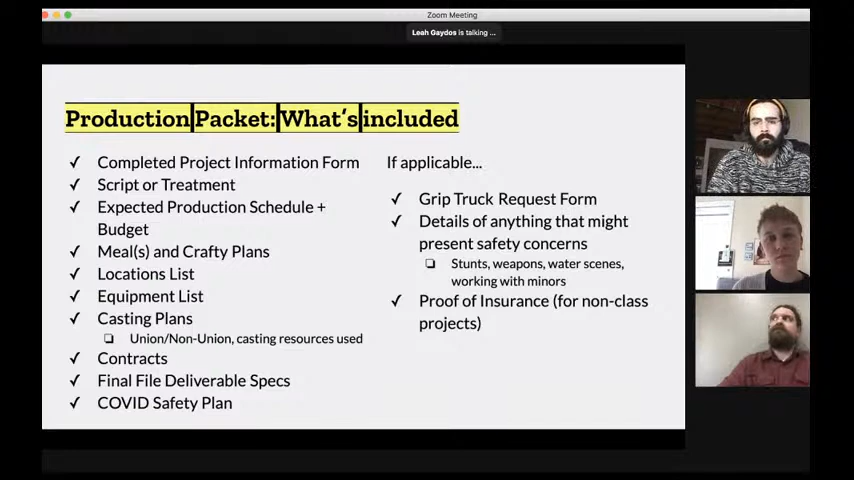 Zoom Meeting
Leah Gaydos is talking ...
Production Packet: What's included
✓ Completed Project Information Form
✓ Script or Treatment
✓ Expected Production Schedule +
Budget
✓ Meal(s) and Crafty Plans
✓ Locations List
✓ Equipment List
✓ Casting Plans
❏ Union/Non-Union, casting resources used
✓ Contracts
✓ Final File Deliverable Specs
✓ COVID Safety Plan
If applicable...
✓ Grip Truck Request Form
✓ Details of anything that might
present safety concerns
❏ Stunts, weapons, water scenes,
working with minors
✓ Proof of Insurance (for non-class
projects)